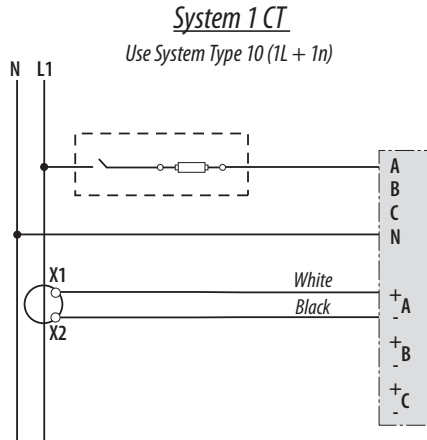 System 1 CT
Use System Type 10 (1L + 1n)
N L1
A
B
C
N
X1
White
+
A
Black
-
X2
+
B
-
+
C
-